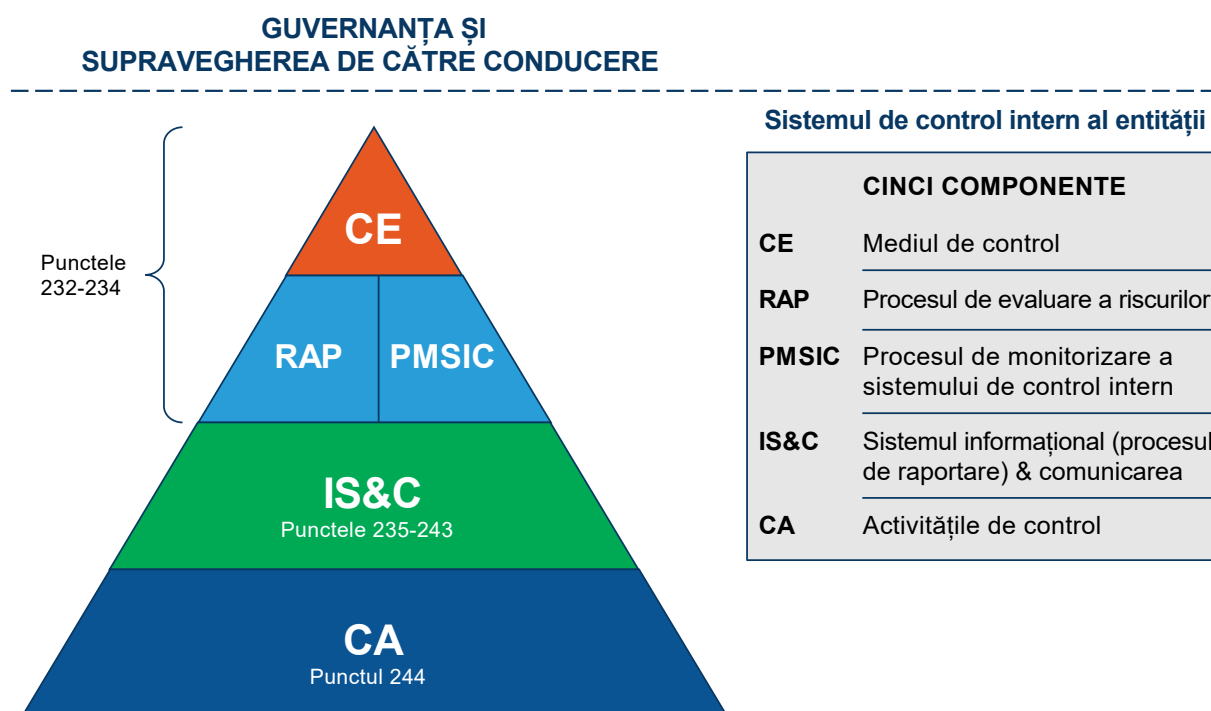 GUVERNANȚA ȘI
SUPRAVEGHEREA DE CĂTRE CONDUCERE
Sistemul de control intern al entității
Punctele
232-234
CE
RAP
PMSIC
IS&C
Punctele 235-243
CA
Punctul 244
CINCI COMPONENTE
CE Mediul de control
RAP Procesul de evaluare a riscurilor
PMSIC Procesul de monitorizare a
sistemului de control intern
IS&C Sistemul informațional (procesul
de raportare) & comunicarea
CA Activitățile de control